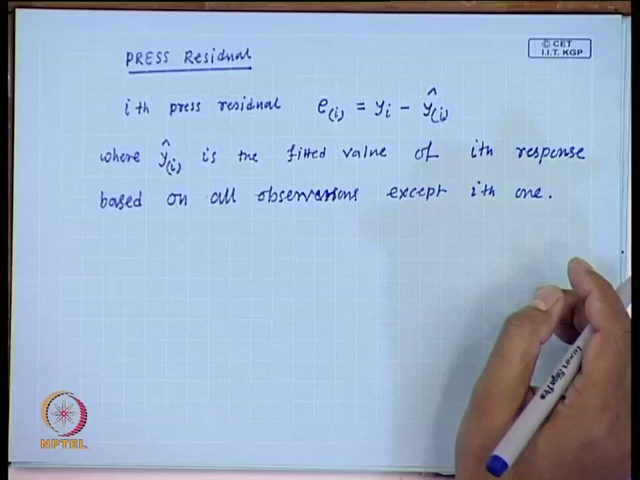 PRESS Residual
© CET
I.I.T. KGP
ith press residual e₍ᵢ₎ = yᵢ − ŷ₍ᵢ₎
where ŷ₍ᵢ₎ is the fitted value of ith response
based on all observations except ith one.
NPTEL